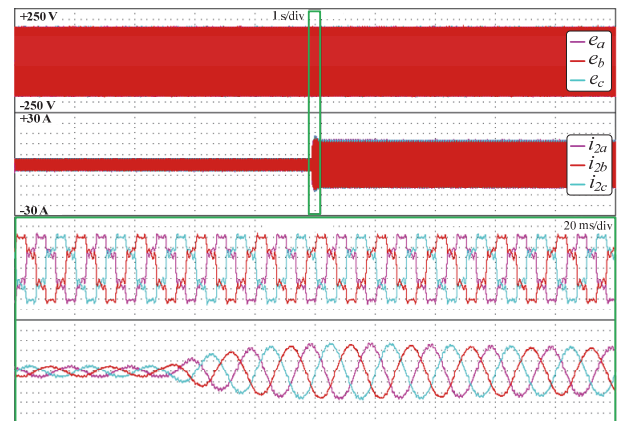 +250 V
1 s/div
e_a
e_b
e_c
-250 V
+30 A
i_2a
i_2b
i_2c
-30 A
20 ms/div